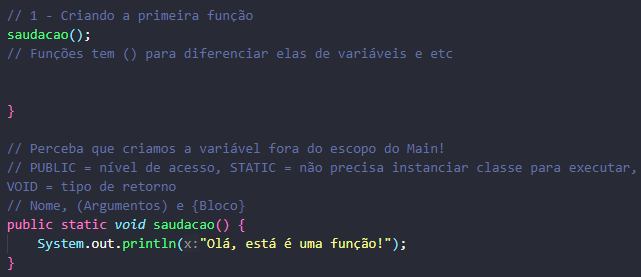 // 1 - Criando a primeira função
saudacao();
// Funções tem () para diferenciar elas de variáveis e etc
}
// Perceba que criamos a variável fora do escopo do Main!
// PUBLIC = nível de acesso, STATIC = não precisa instanciar classe para executar,
VOID = tipo de retorno
// Nome, (Argumentos) e {Bloco}
public static void saudacao() {
System.out.println(x:"Olá, está é uma função!");
}